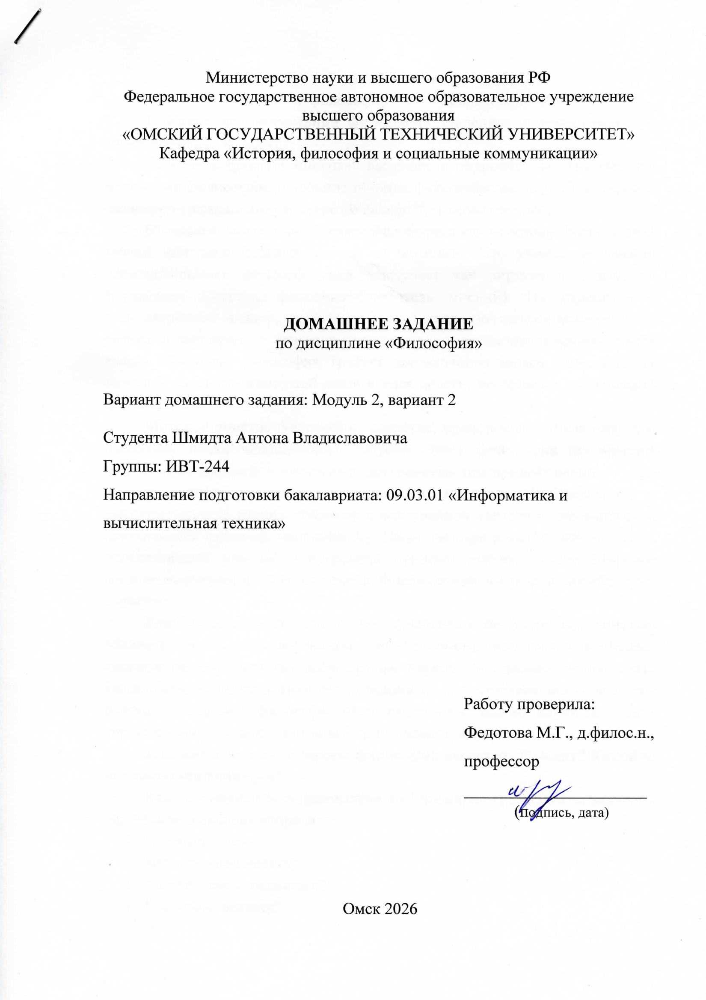 Министерство науки и высшего образования РФ
Федеральное государственное автономное образовательное учреждение
высшего образования
«ОМСКИЙ ГОСУДАРСТВЕННЫЙ ТЕХНИЧЕСКИЙ УНИВЕРСИТЕТ»
Кафедра «История, философия и социальные коммуникации»
ДОМАШНЕЕ ЗАДАНИЕ
по дисциплине «Философия»
Вариант домашнего задания: Модуль 2, вариант 2
Студента Шмидта Антона Владиславовича
Группы: ИВТ-244
Направление подготовки бакалавриата: 09.03.01 «Информатика и
вычислительная техника»
Работу проверила:
Федотова М.Г., д.филос.н.,
профессор
(подпись, дата)
Омск 2026